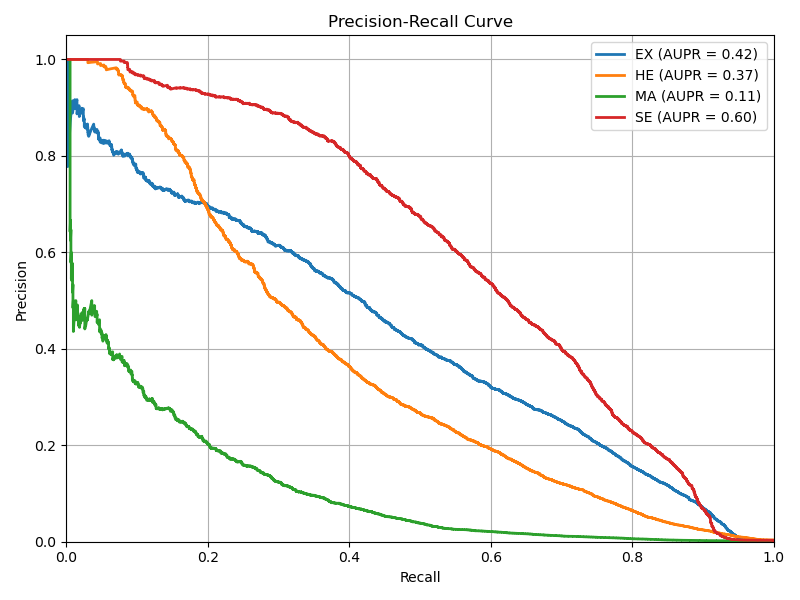 Precision-Recall Curve
EX (AUPR = 0.42)
HE (AUPR = 0.37)
MA (AUPR = 0.11)
SE (AUPR = 0.60)
1.0
0.8
0.6
0.4
0.2
0.0
Precision
0.0 0.2 0.4 0.6 0.8 1.0
Recall